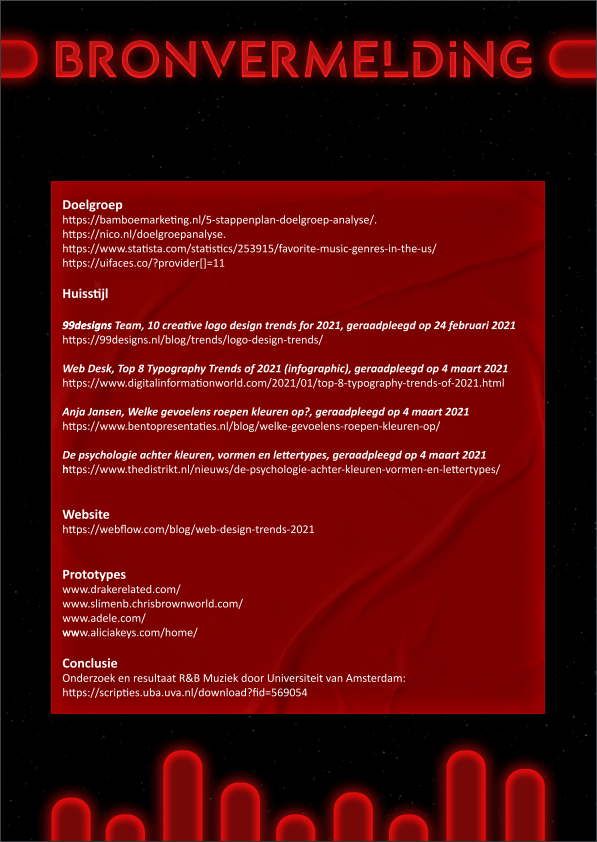 BRONVERMELDiNG
Doelgroep
https://bamboemarketing.nl/5-stappenplan-doelgroep-analyse/.
https://nico.nl/doelgroepanalyse.
https://www.statista.com/statistics/253915/favorite-music-genres-in-the-us/
https://uifaces.co/?provider[]=11
Huisstijl
99designs Team, 10 creative logo design trends for 2021, geraadpleegd op 24 februari 2021
https://99designs.nl/blog/trends/logo-design-trends/
Web Desk, Top 8 Typography Trends of 2021 (infographic), geraadpleegd op 4 maart 2021
https://www.digitalinformationworld.com/2021/01/top-8-typography-trends-of-2021.html
Anja Jansen, Welke gevoelens roepen kleuren op?, geraadpleegd op 4 maart 2021
https://www.bentopresentaties.nl/blog/welke-gevoelens-roepen-kleuren-op/
De psychologie achter kleuren, vormen en lettertypes, geraadpleegd op 4 maart 2021
https://www.thedistrikt.nl/nieuws/de-psychologie-achter-kleuren-vormen-en-lettertypes/
Website
https://webflow.com/blog/web-design-trends-2021
Prototypes
www.drakerelated.com/
www.slimenb.chrisbrownworld.com/
www.adele.com/
www.aliciakeys.com/home/
Conclusie
Onderzoek en resultaat R&B Muziek door Universiteit van Amsterdam:
https://scripties.uba.uva.nl/download?fid=569054